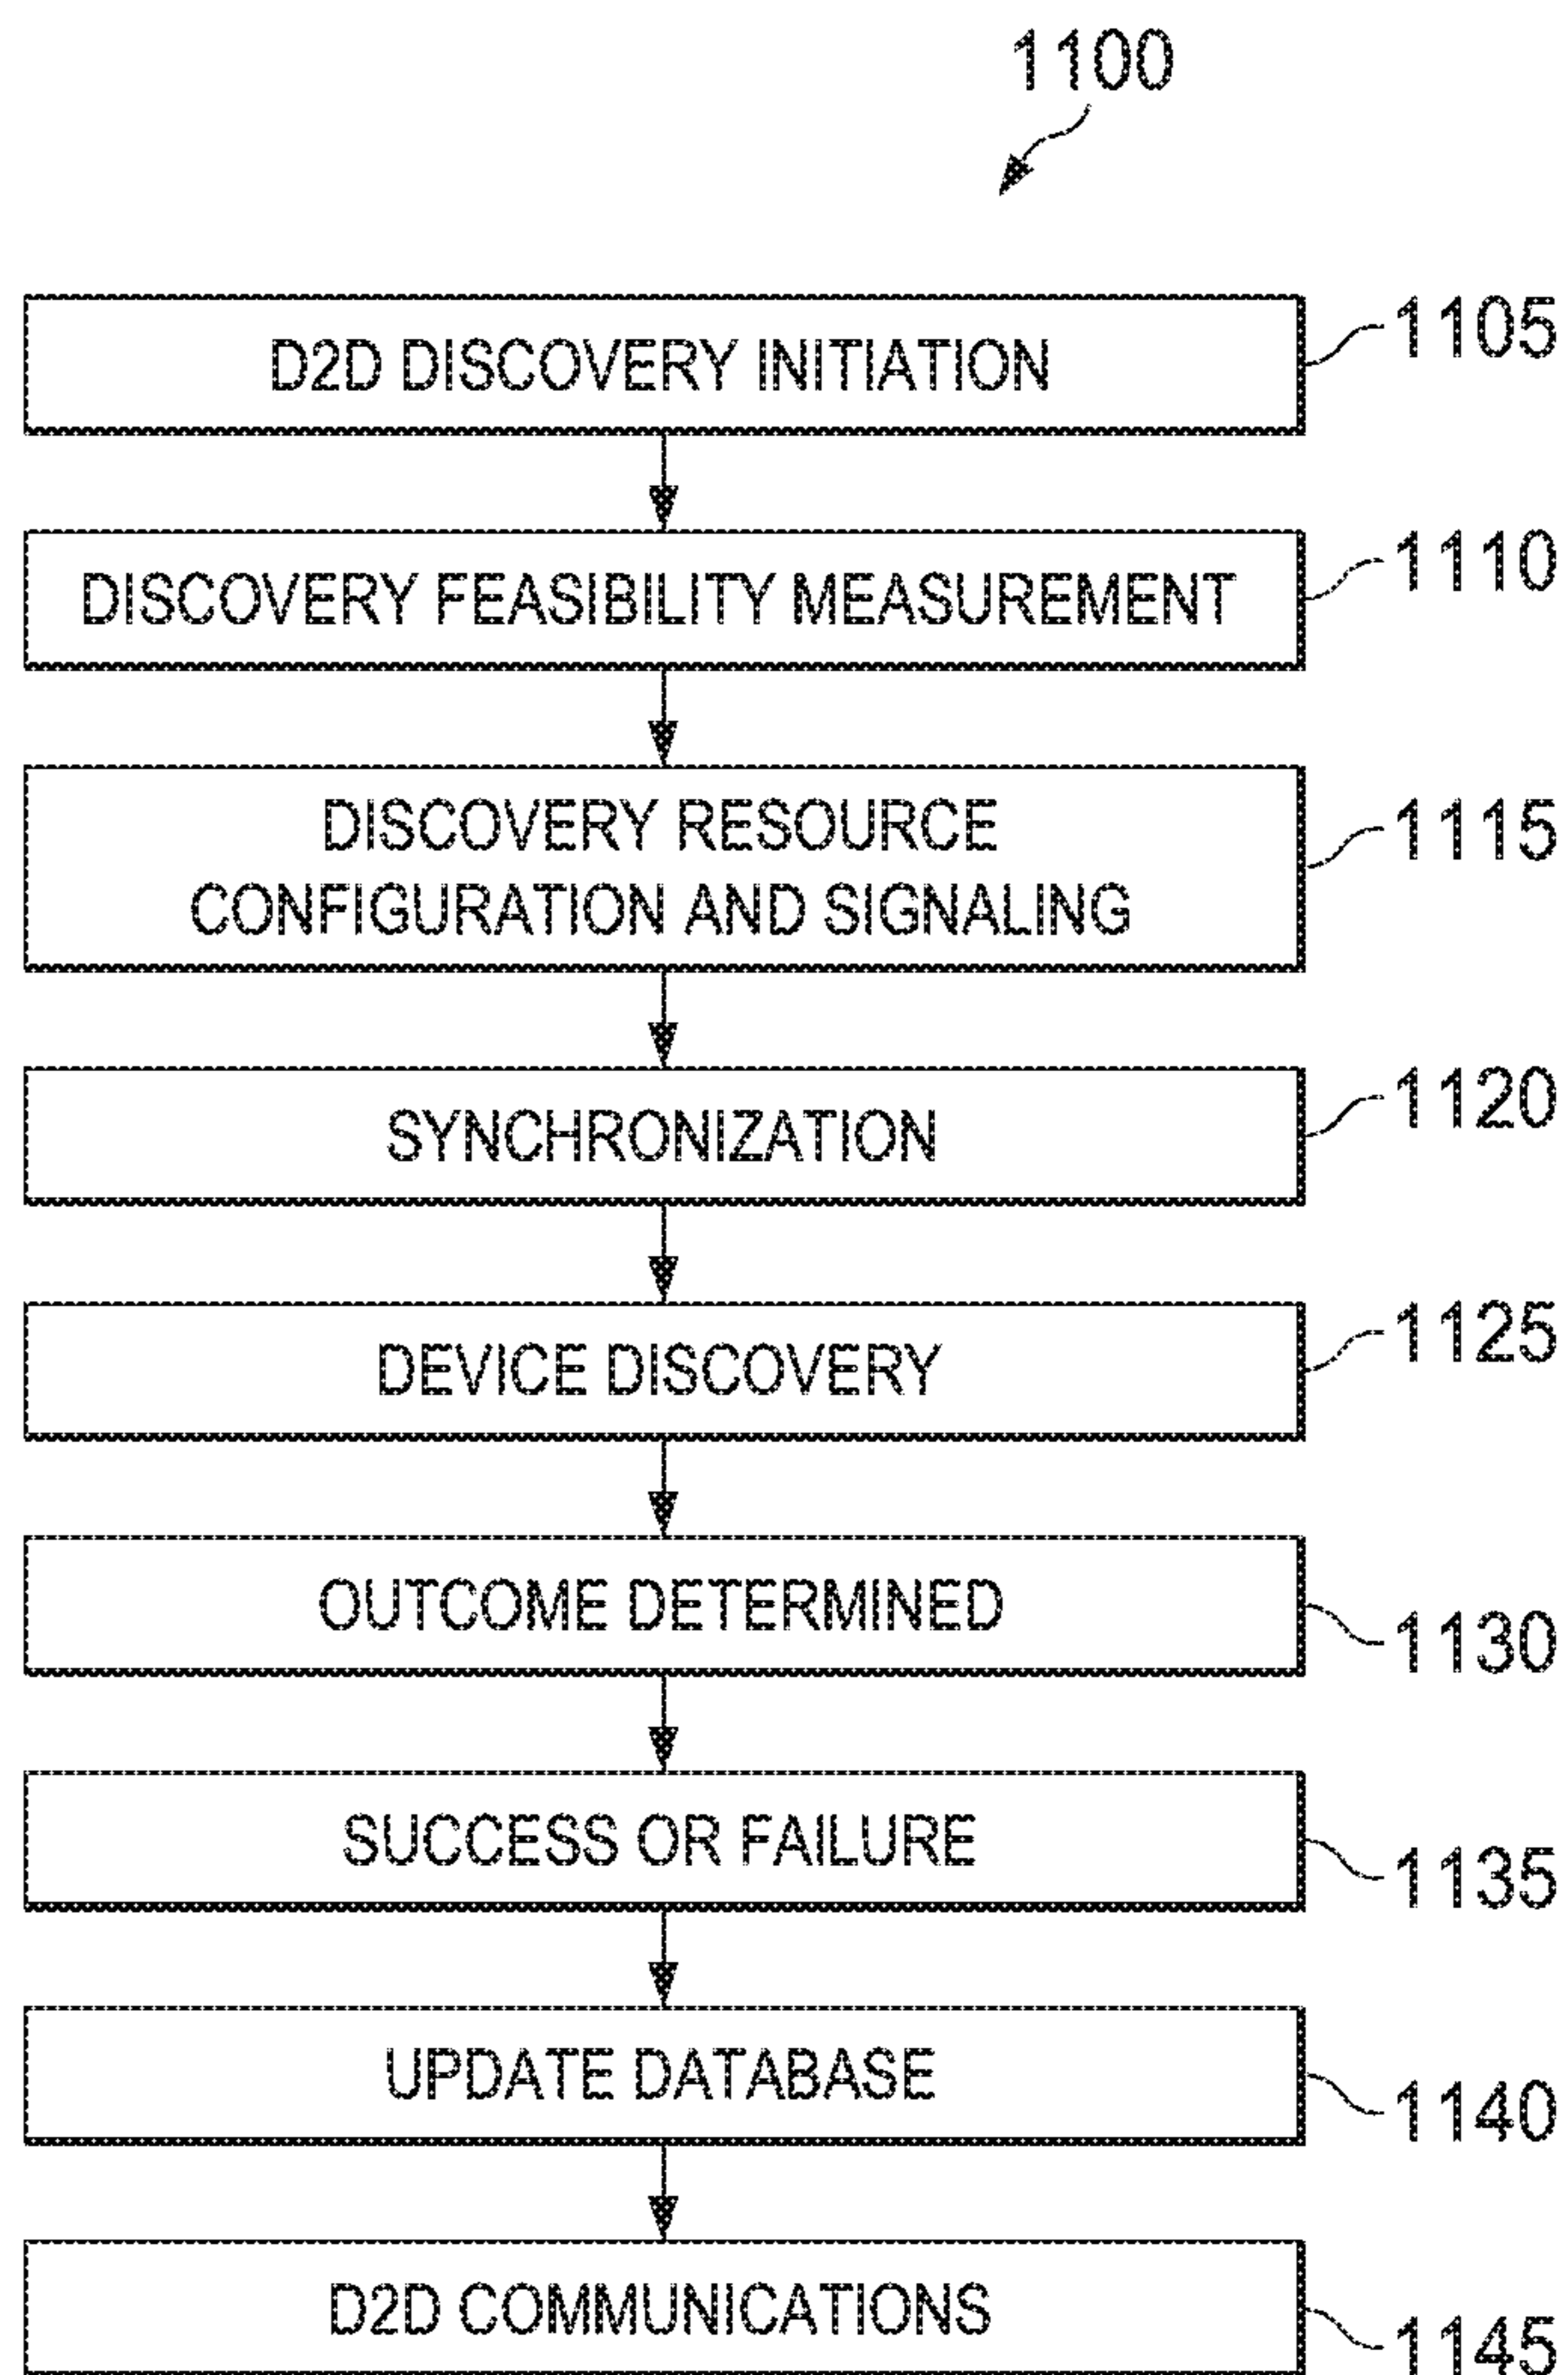 1100
D2D DISCOVERY INITIATION
1105
DISCOVERY FEASIBILITY MEASUREMENT
1110
DISCOVERY RESOURCE
CONFIGURATION AND SIGNALING
1115
SYNCHRONIZATION
1120
DEVICE DISCOVERY
1125
OUTCOME DETERMINED
1130
SUCCESS OR FAILURE
1135
UPDATE DATABASE
1140
D2D COMMUNICATIONS
1145